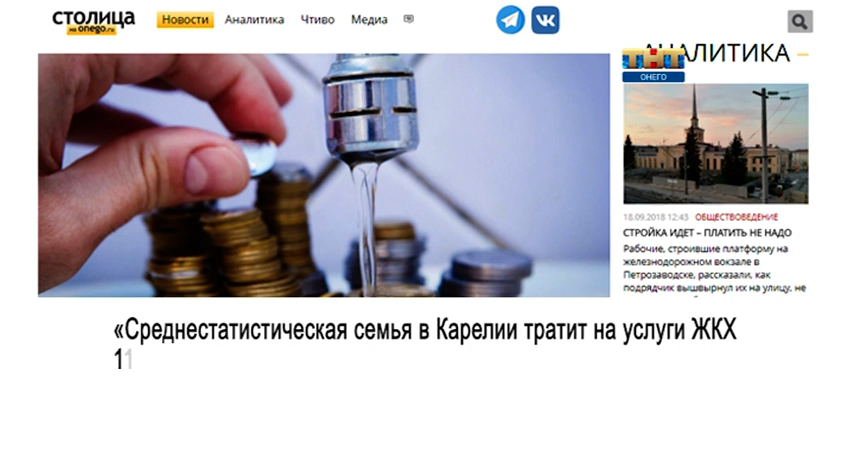 СТОЛИЦА
на onego.ru
Новости Аналитика Чтиво Медиа
АНАЛИТИКА
ТНТ
ОНЕГО
18.09.2018 12:43 ОБЩЕСТВОВЕДЕНИЕ
СТРОЙКА ИДЕТ – ПЛАТИТЬ НЕ НАДО
Рабочие, строившие платформу на
железнодорожном вокзале в
Петрозаводске, рассказали, как
подрядчик вышвырнул их на улицу, не
«Среднестатистическая семья в Карелии тратит на услуги ЖКХ
11